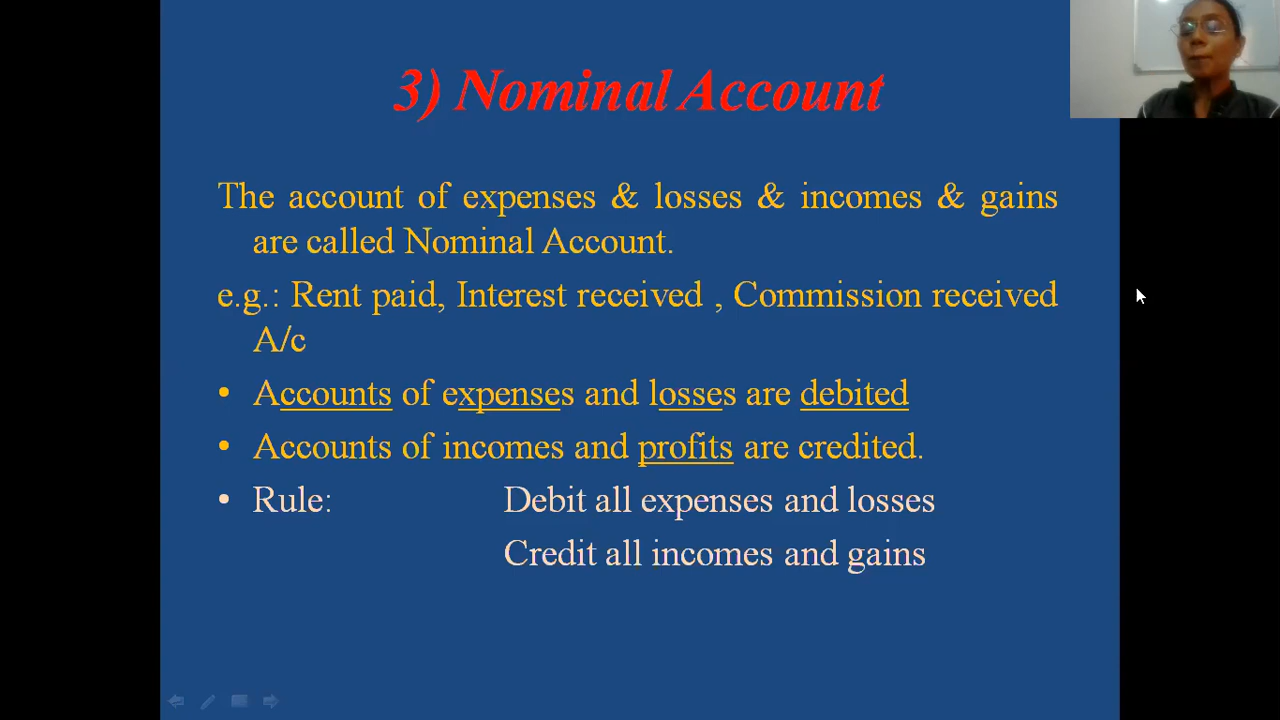 3) Nominal Account
The account of expenses & losses & incomes & gains
are called Nominal Account.
e.g.: Rent paid, Interest received , Commission received
A/c
• Accounts of expenses and losses are debited
• Accounts of incomes and profits are credited.
• Rule: Debit all expenses and losses
Credit all incomes and gains